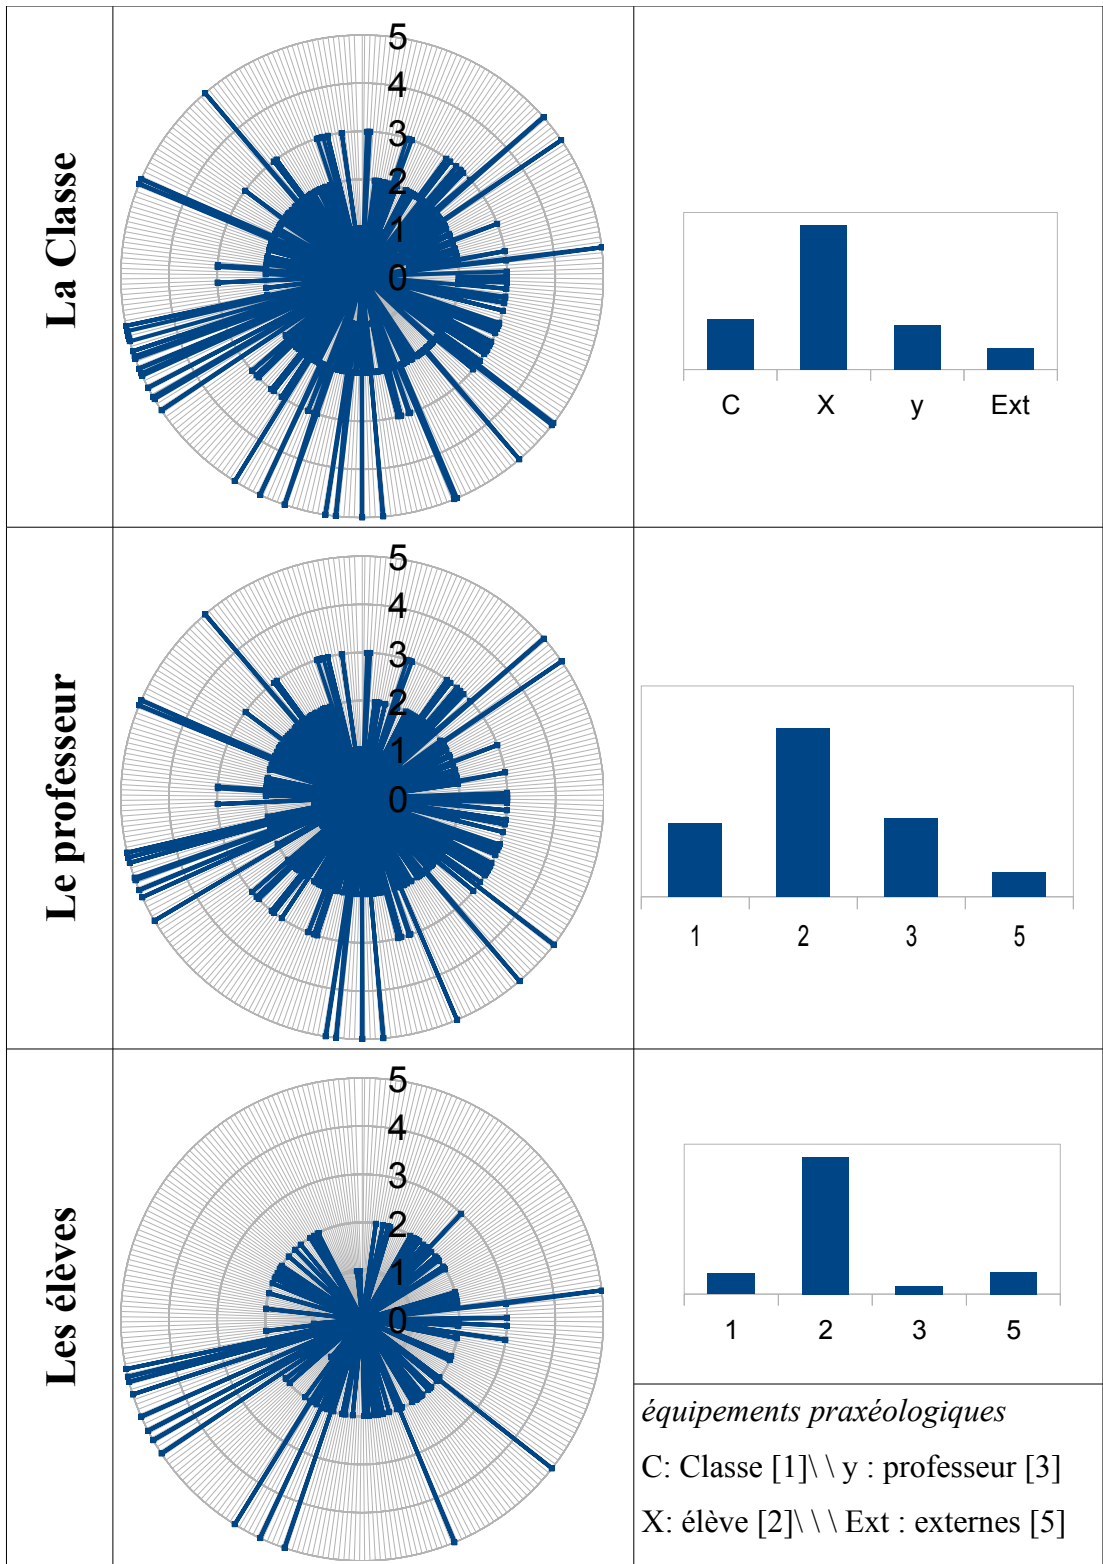 La Classe
5
4
3
2
1
0
C X y Ext
Le professeur
5
4
3
2
1
0
1 2 3 5
Les élèves
5
4
3
2
1
0
1 2 3 5
équipements praxéologiques
C: Classe [1]\ \ y : professeur [3]
X: élève [2]\ \ \ Ext : externes [5]